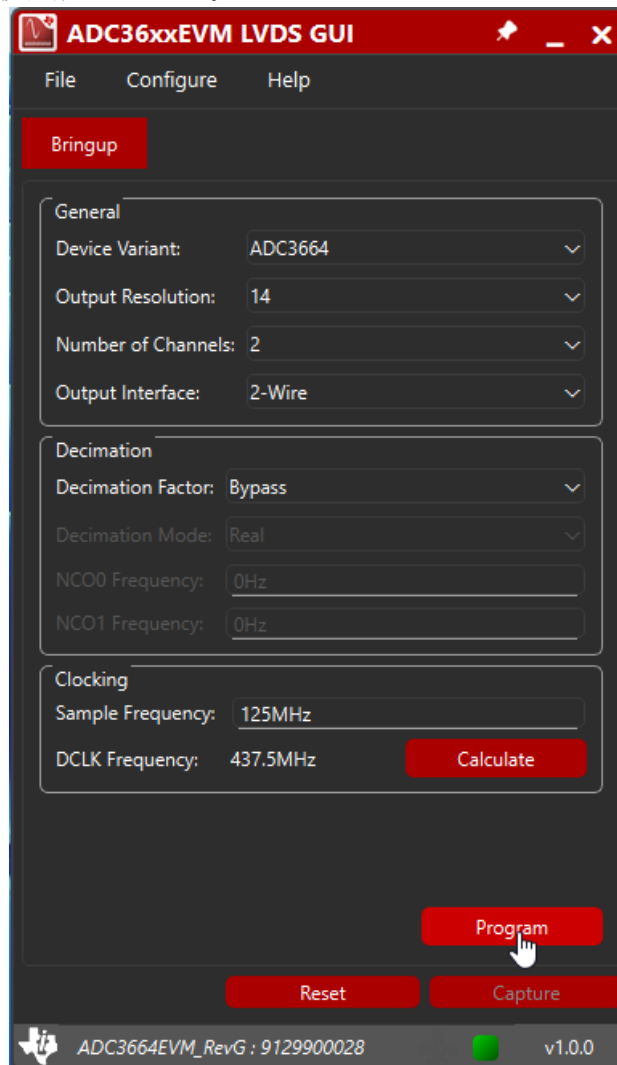 ADC36xxEVM LVDS GUI
File Configure Help
Bringup
General
Device Variant: ADC3664
Output Resolution: 14
Number of Channels: 2
Output Interface: 2-Wire
Decimation
Decimation Factor: Bypass
Decimation Mode: Real
NCO0 Frequency: 0Hz
NCO1 Frequency: 0Hz
Clocking
Sample Frequency: 125MHz
DCLK Frequency: 437.5MHz Calculate
Program
Reset Capture
ADC3664EVM_RevG : 9129900028 v1.0.0